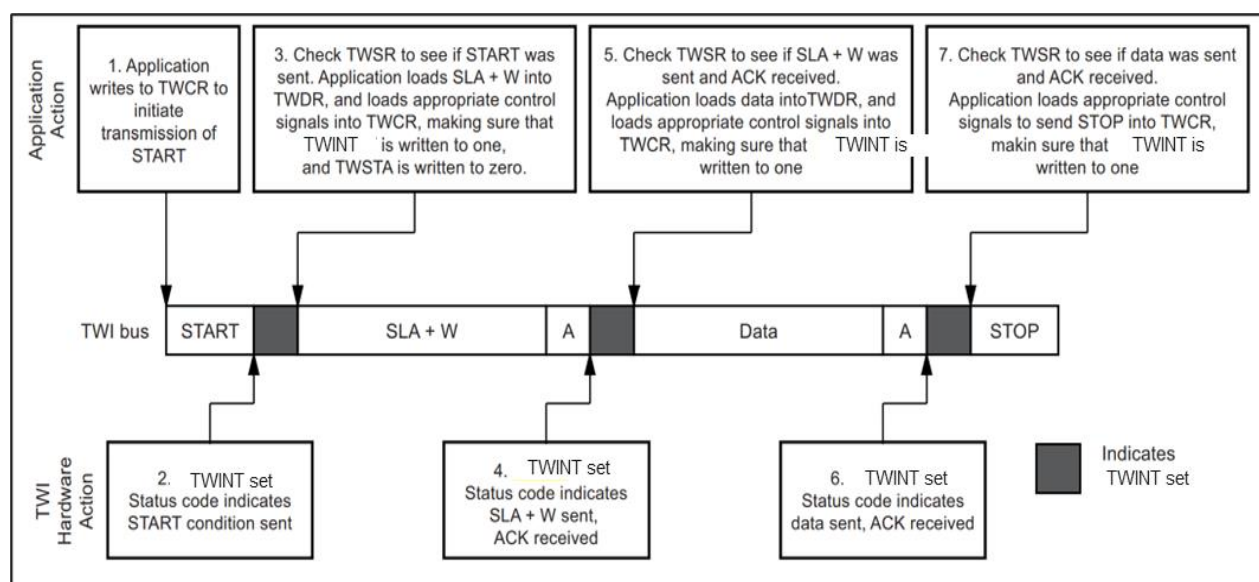 Application
Action
1. Application
writes to TWCR to
initiate
transmission of
START
3. Check TWSR to see if START was
sent. Application loads SLA + W into
TWDR, and loads appropriate control
signals into TWCR, making sure that
TWINT is written to one,
and TWSTA is written to zero.
5. Check TWSR to see if SLA + W was
sent and ACK received.
Application loads data intoTWDR, and
loads appropriate control signals into
TWCR, making sure that TWINT is
written to one
7. Check TWSR to see if data was sent
and ACK received.
Application loads appropriate control
signals to send STOP into TWCR,
makin sure that TWINT is
written to one
TWI bus START SLA + W A Data A STOP
TWI
Hardware
Action
2. TWINT set
Status code indicates
START condition sent
4. TWINT set
Status code indicates
SLA + W sent,
ACK received
6. TWINT set
Status code indicates
data sent, ACK received
Indicates
TWINT set